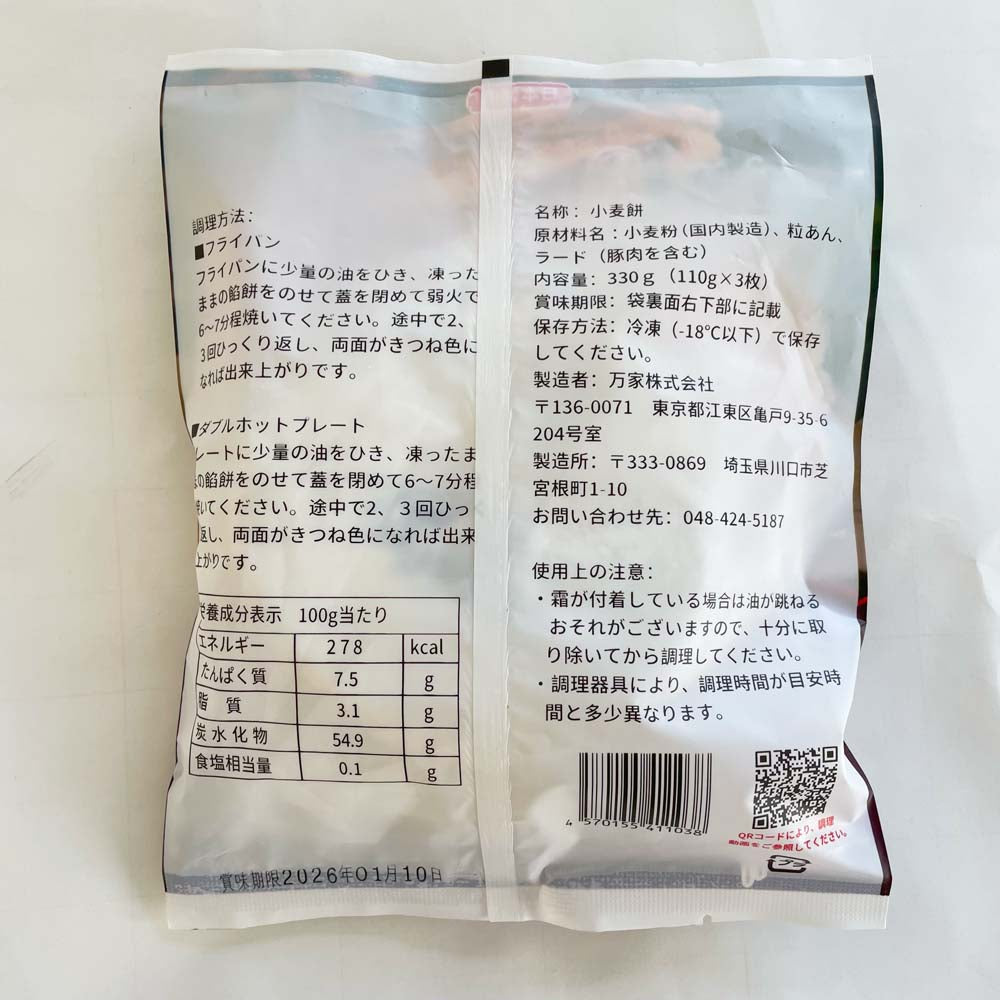 調理方法：
■フライパン
フライパンに少量の油をひき、凍った
ままの餡餅をのせて蓋を閉めて弱火で
6〜7分程焼いてください。途中で2、
3回ひっくり返し、両面がきつね色に
なれば出来上がりです。
■ダブルホットプレート
レートに少量の油をひき、凍ったま
の餡餅をのせて蓋を閉めて6〜7分程
いてください。途中で2、3回ひっ
返し、両面がきつね色になれば出来
上がりです。
栄養成分表示 100g当たり
エネルギー 278 kcal
たんぱく質 7.5 g
脂質 3.1 g
炭水化物 54.9 g
食塩相当量 0.1 g
賞味期限2026年01月10日
名称：小麦餅
原材料名：小麦粉（国内製造）、粒あん、
ラード（豚肉を含む）
内容量：330g（110g×3枚）
賞味期限：袋裏面右下部に記載
保存方法：冷凍（-18℃以下）で保存
してください。
製造者：万家株式会社
〒136-0071 東京都江東区亀戸9-35-6
204号室
製造所：〒333-0869 埼玉県川口市芝
宮根町1-10
お問い合わせ先：048-424-5187
使用上の注意：
・霜が付着している場合は油が跳ねる
おそれがございますので、十分に取
り除いてから調理してください。
・調理器具により、調理時間が目安時
間と多少異なります。
4 570155 411038
QRコードにより、調理
動画をご参照してください。
プラ